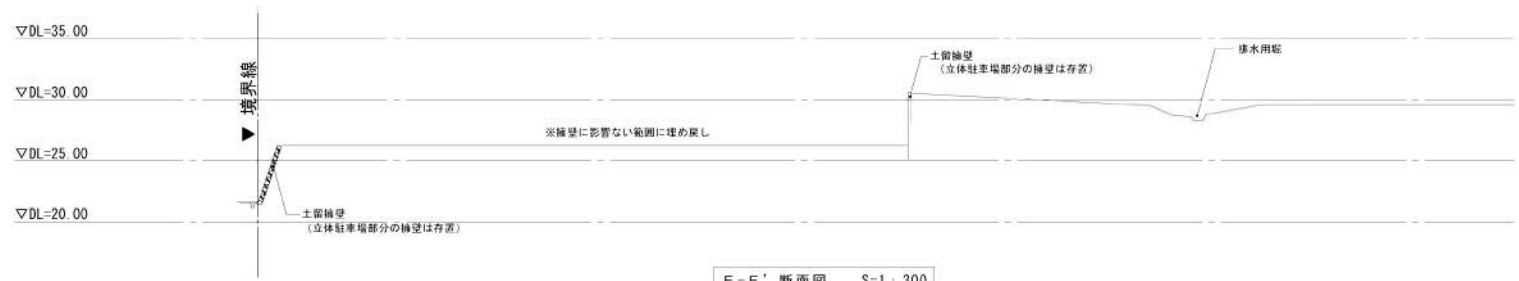 ▽DL=35.00
▽DL=30.00
▽DL=25.00
▽DL=20.00
▼ 境界線
土留擁壁
(立体駐車場部分の擁壁は存置)
※擁壁に影響ない範囲に埋め戻し
土留擁壁
(立体駐車場部分の擁壁は存置)
排水用堀
断面図 S=1:300